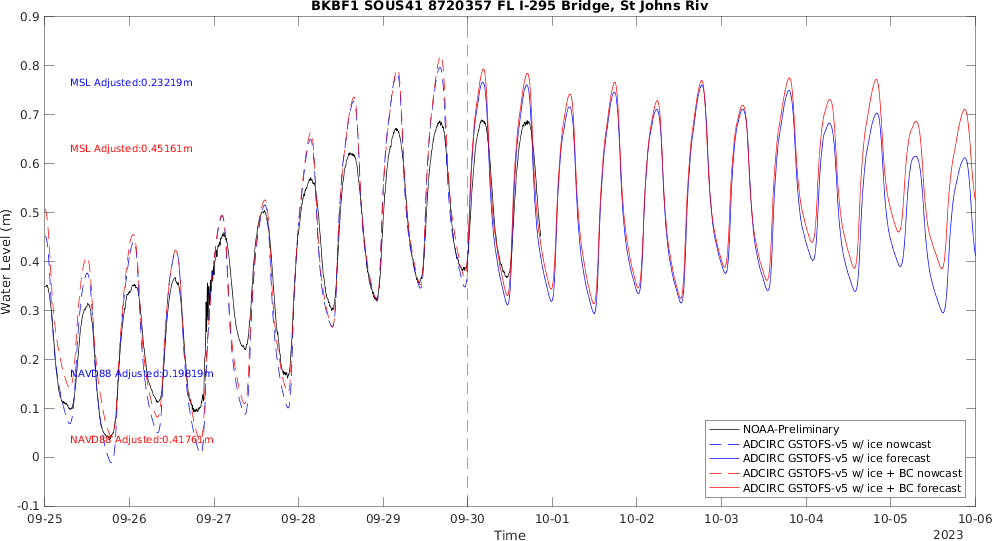 BKBF1 SOUS41 8720357 FL I-295 Bridge, St Johns Riv
0.9
0.8
0.7
0.6
0.5
0.4
0.3
0.2
0.1
0
-0.1
Water Level (m)
MSL Adjusted:0.23219m
MSL Adjusted:0.45161m
NAVD88 Adjusted:0.19819m
NAVD88 Adjusted:0.41761m
NOAA-Preliminary
ADCIRC GSTOFS-v5 w/ ice nowcast
ADCIRC GSTOFS-v5 w/ ice forecast
ADCIRC GSTOFS-v5 w/ ice + BC nowcast
ADCIRC GSTOFS-v5 w/ ice + BC forecast
09-25 09-26 09-27 09-28 09-29 09-30 10-01 10-02 10-03 10-04 10-05 10-06
Time
2023